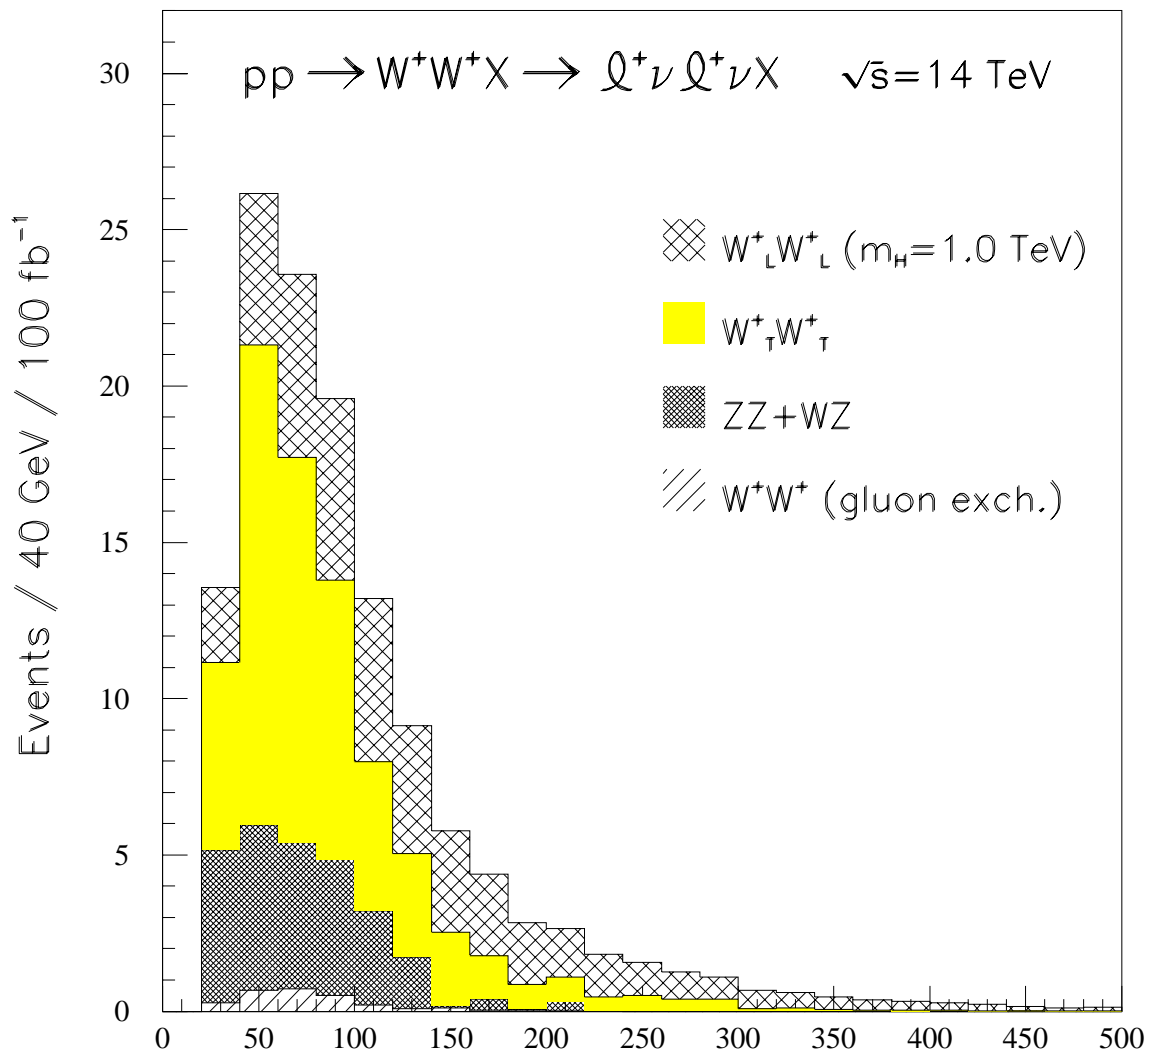 pp → W⁺W⁺X → ℓ⁺ν ℓ⁺νX √s=14 TeV
30
25
20
15
10
5
0
Events / 40 GeV / 100 fb⁻¹
W⁺_L W⁺_L (m_H=1.0 TeV)
W⁺_T W⁺_T
ZZ+WZ
W⁺W⁺ (gluon exch.)
0 50 100 150 200 250 300 350 400 450 500